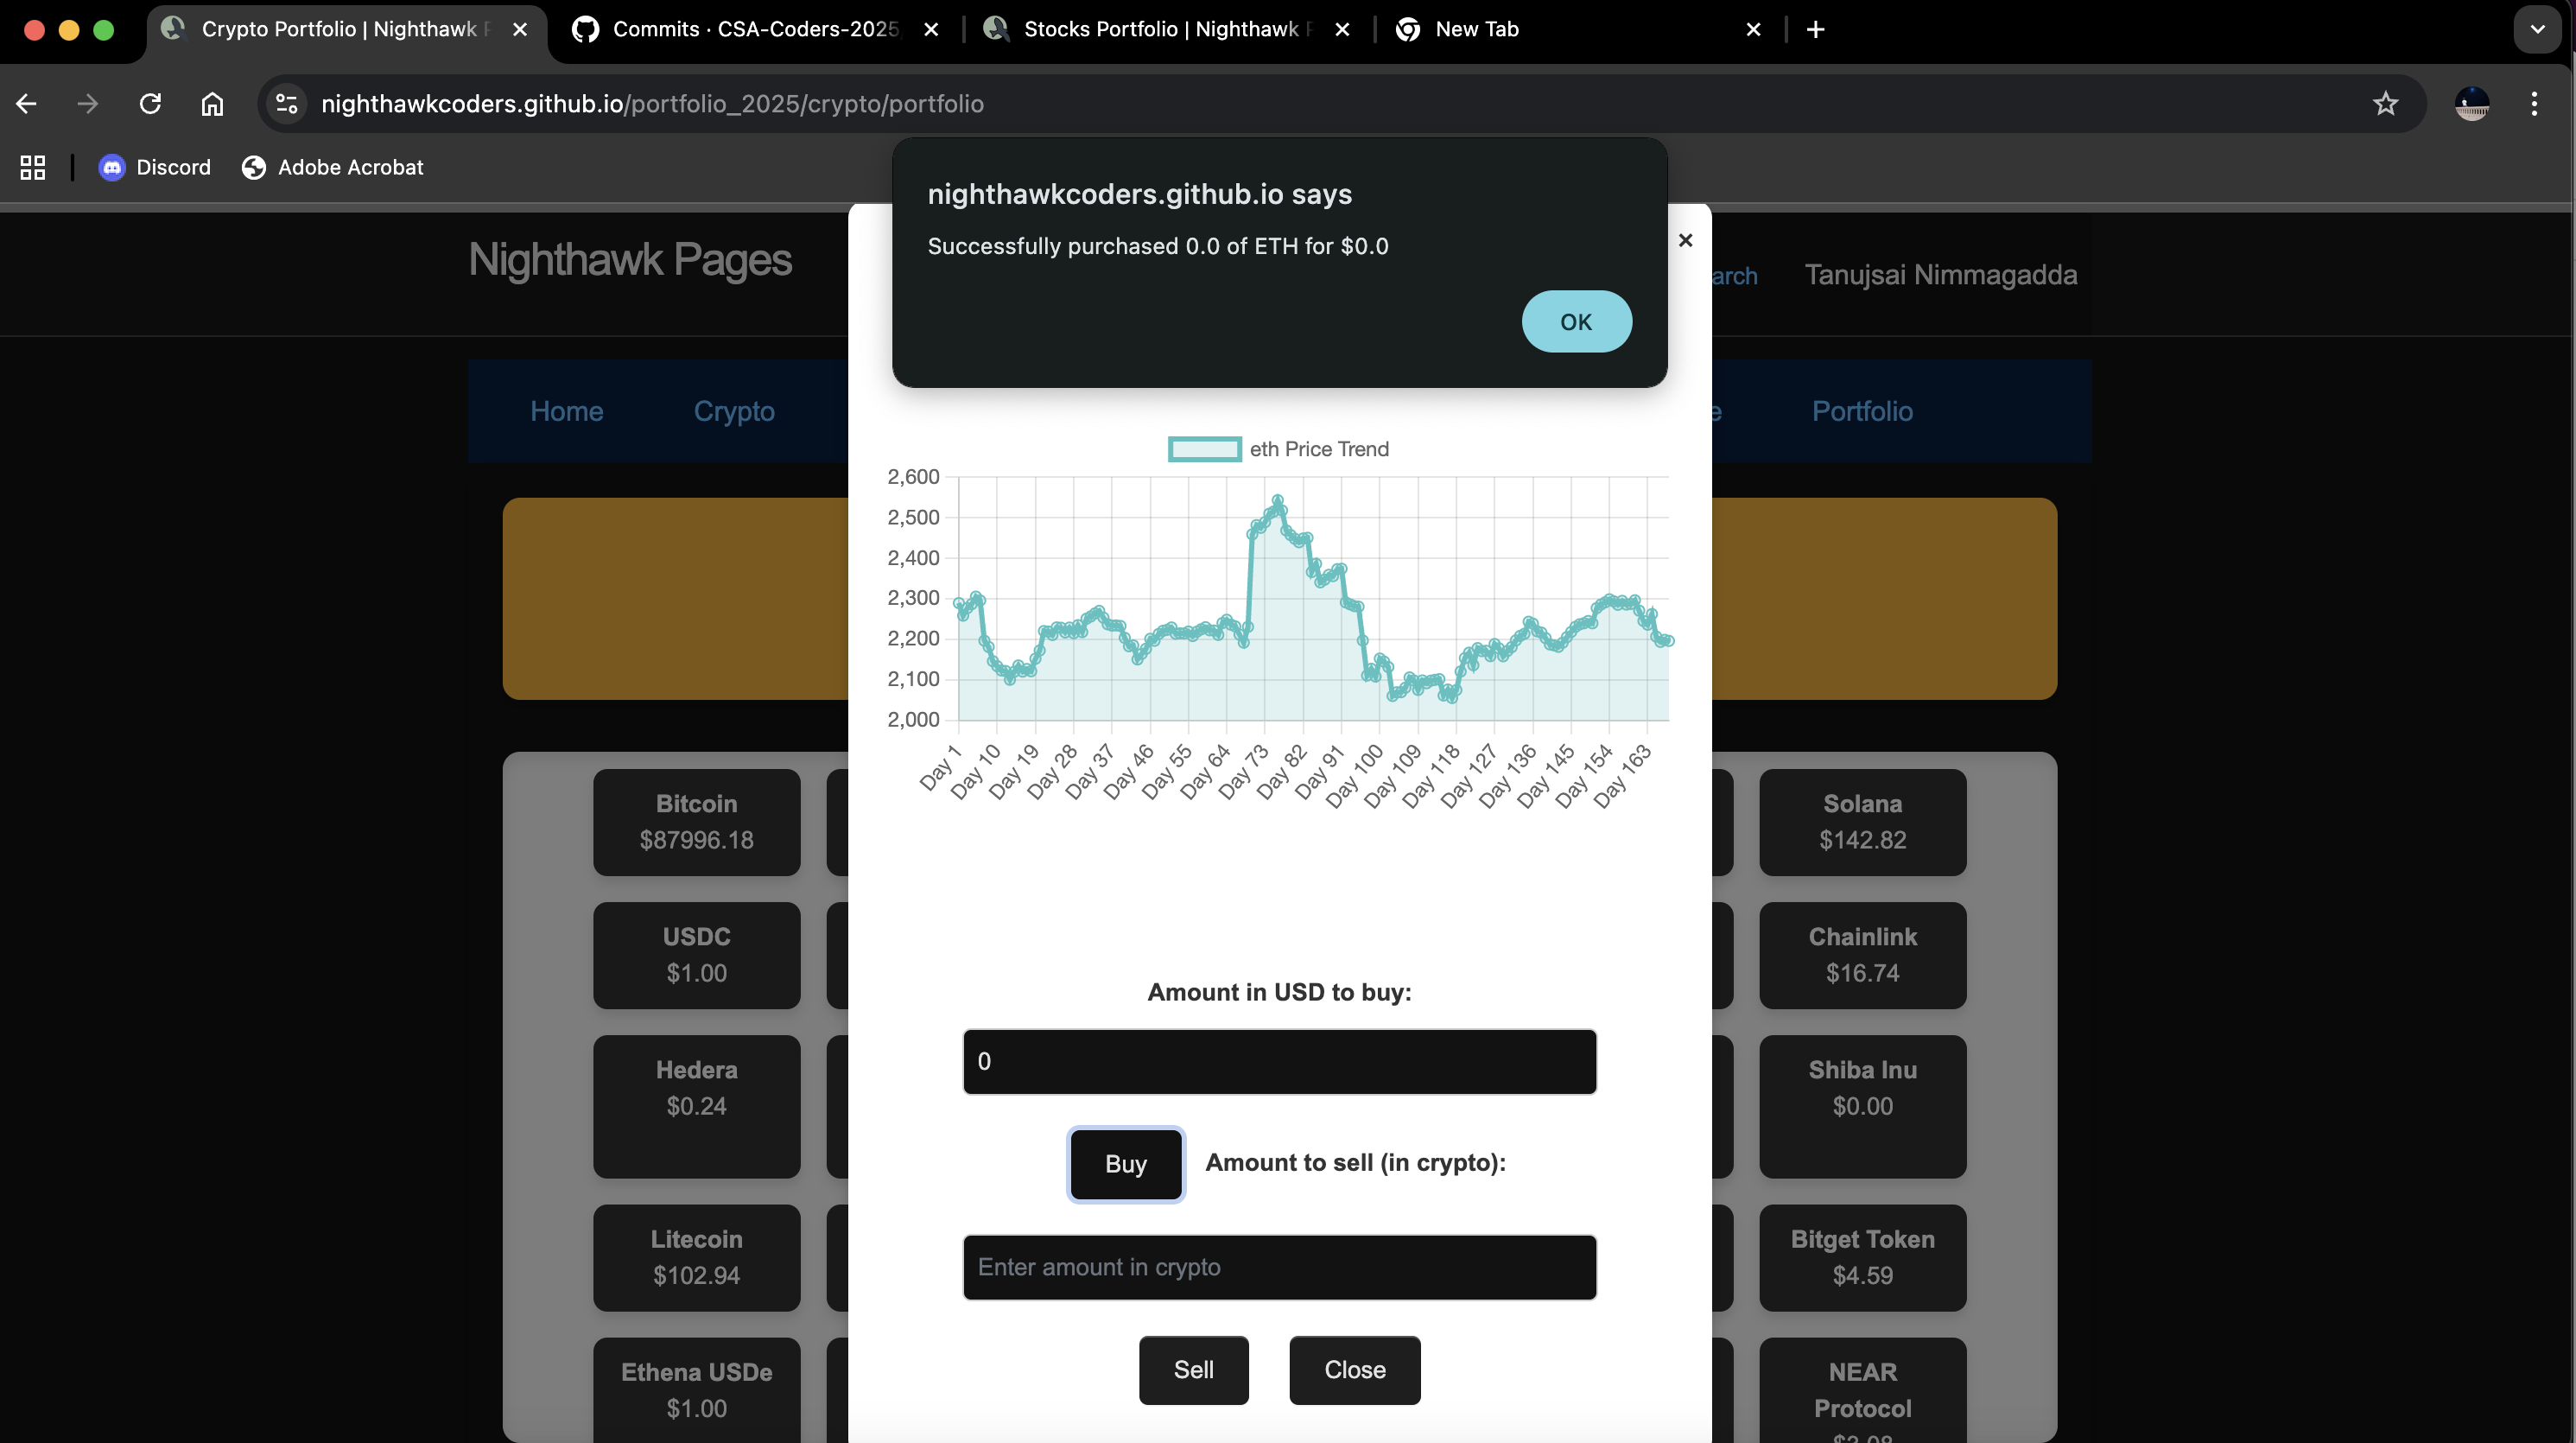 Crypto Portfolio | Nighthawk P
Commits · CSA-Coders-2025
Stocks Portfolio | Nighthawk P
New Tab
nighthawkcoders.github.io/portfolio_2025/crypto/portfolio
Discord
Adobe Acrobat
nighthawkcoders.github.io says
Successfully purchased 0.0 of ETH for $0.0
OK
×
Nighthawk Pages
arch
Tanujsai Nimmagadda
Home
Crypto
e
Portfolio
eth Price Trend
2,600
2,500
2,400
2,300
2,200
2,100
2,000
Day 1
Day 10
Day 19
Day 28
Day 37
Day 46
Day 55
Day 64
Day 73
Day 82
Day 91
Day 100
Day 109
Day 118
Day 127
Day 136
Day 145
Day 154
Day 163
Bitcoin
$87996.18
Solana
$142.82
USDC
$1.00
Chainlink
$16.74
Amount in USD to buy:
0
Hedera
$0.24
Shiba Inu
$0.00
Buy
Amount to sell (in crypto):
Enter amount in crypto
Litecoin
$102.94
Bitget Token
$4.59
Sell
Close
Ethena USDe
$1.00
NEAR
Protocol